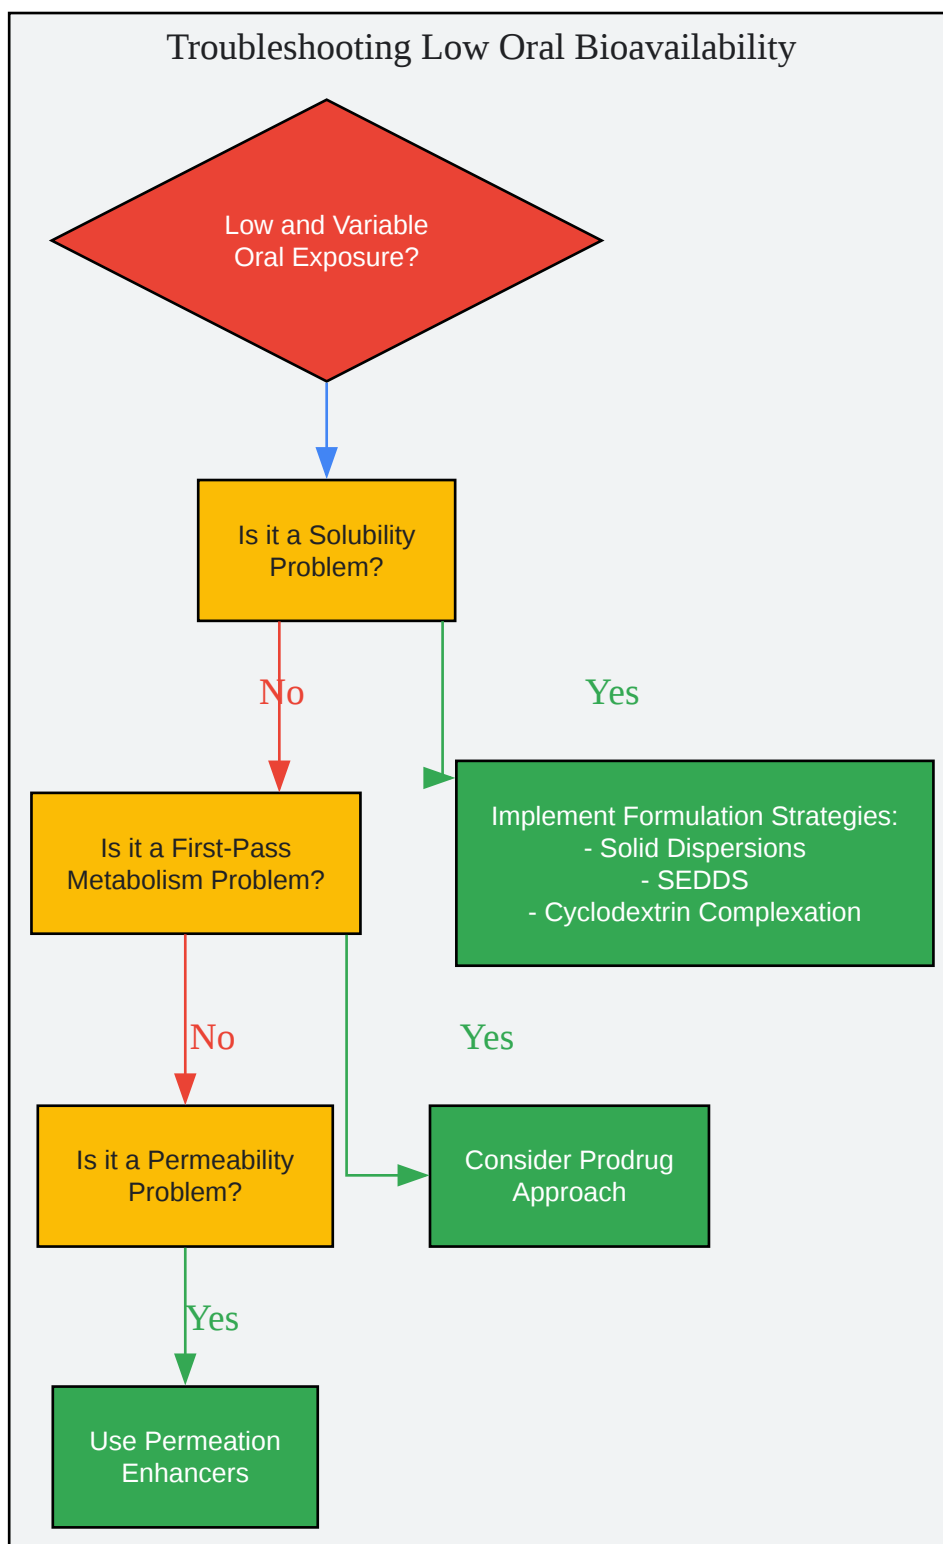 Troubleshooting Low Oral Bioavailability
Low and Variable
Oral Exposure?
Is it a Solubility
Problem?
No
Yes
Implement Formulation Strategies:
- Solid Dispersions
- SEDDS
- Cyclodextrin Complexation
Is it a First-Pass
Metabolism Problem?
No
Yes
Is it a Permeability
Problem?
Consider Prodrug
Approach
Yes
Use Permeation
Enhancers